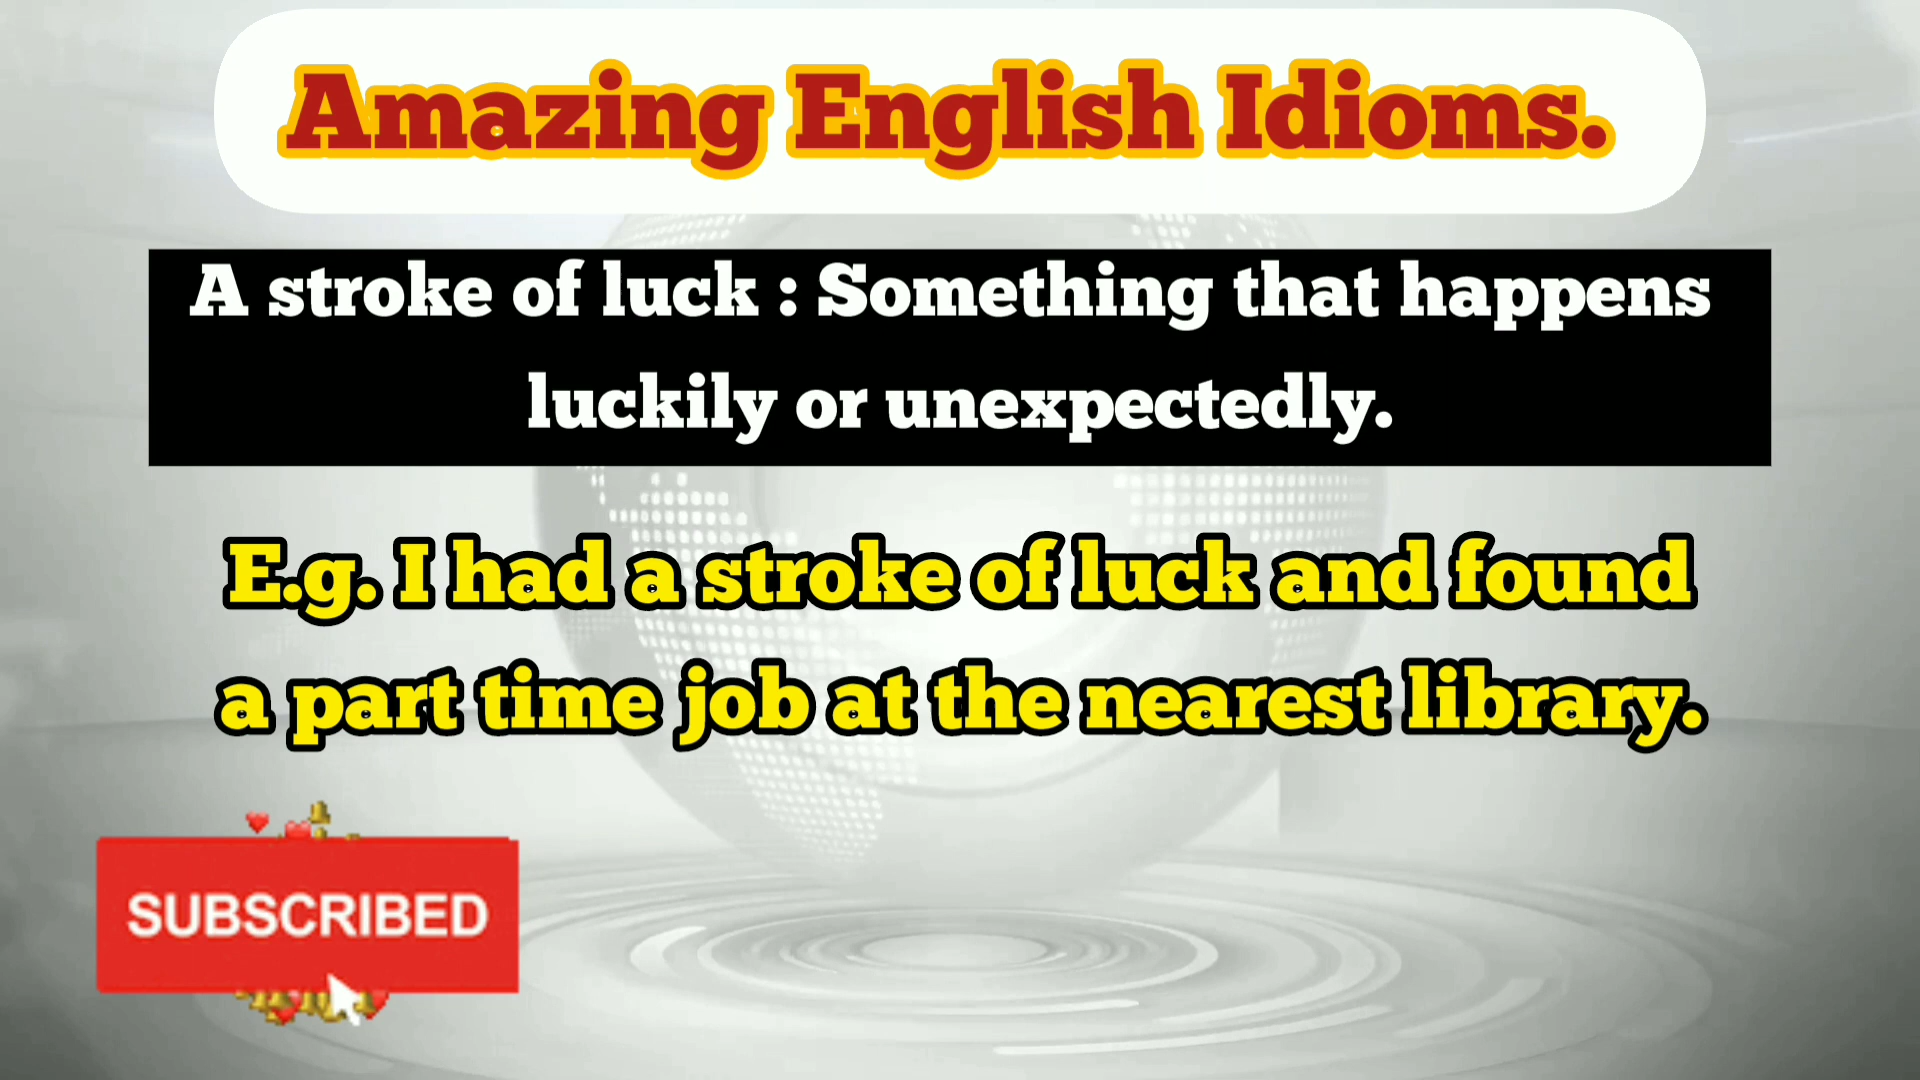 Amazing English Idioms.
A stroke of luck : Something that happens
luckily or unexpectedly.
E.g. I had a stroke of luck and found
a part time job at the nearest library.
SUBSCRIBED